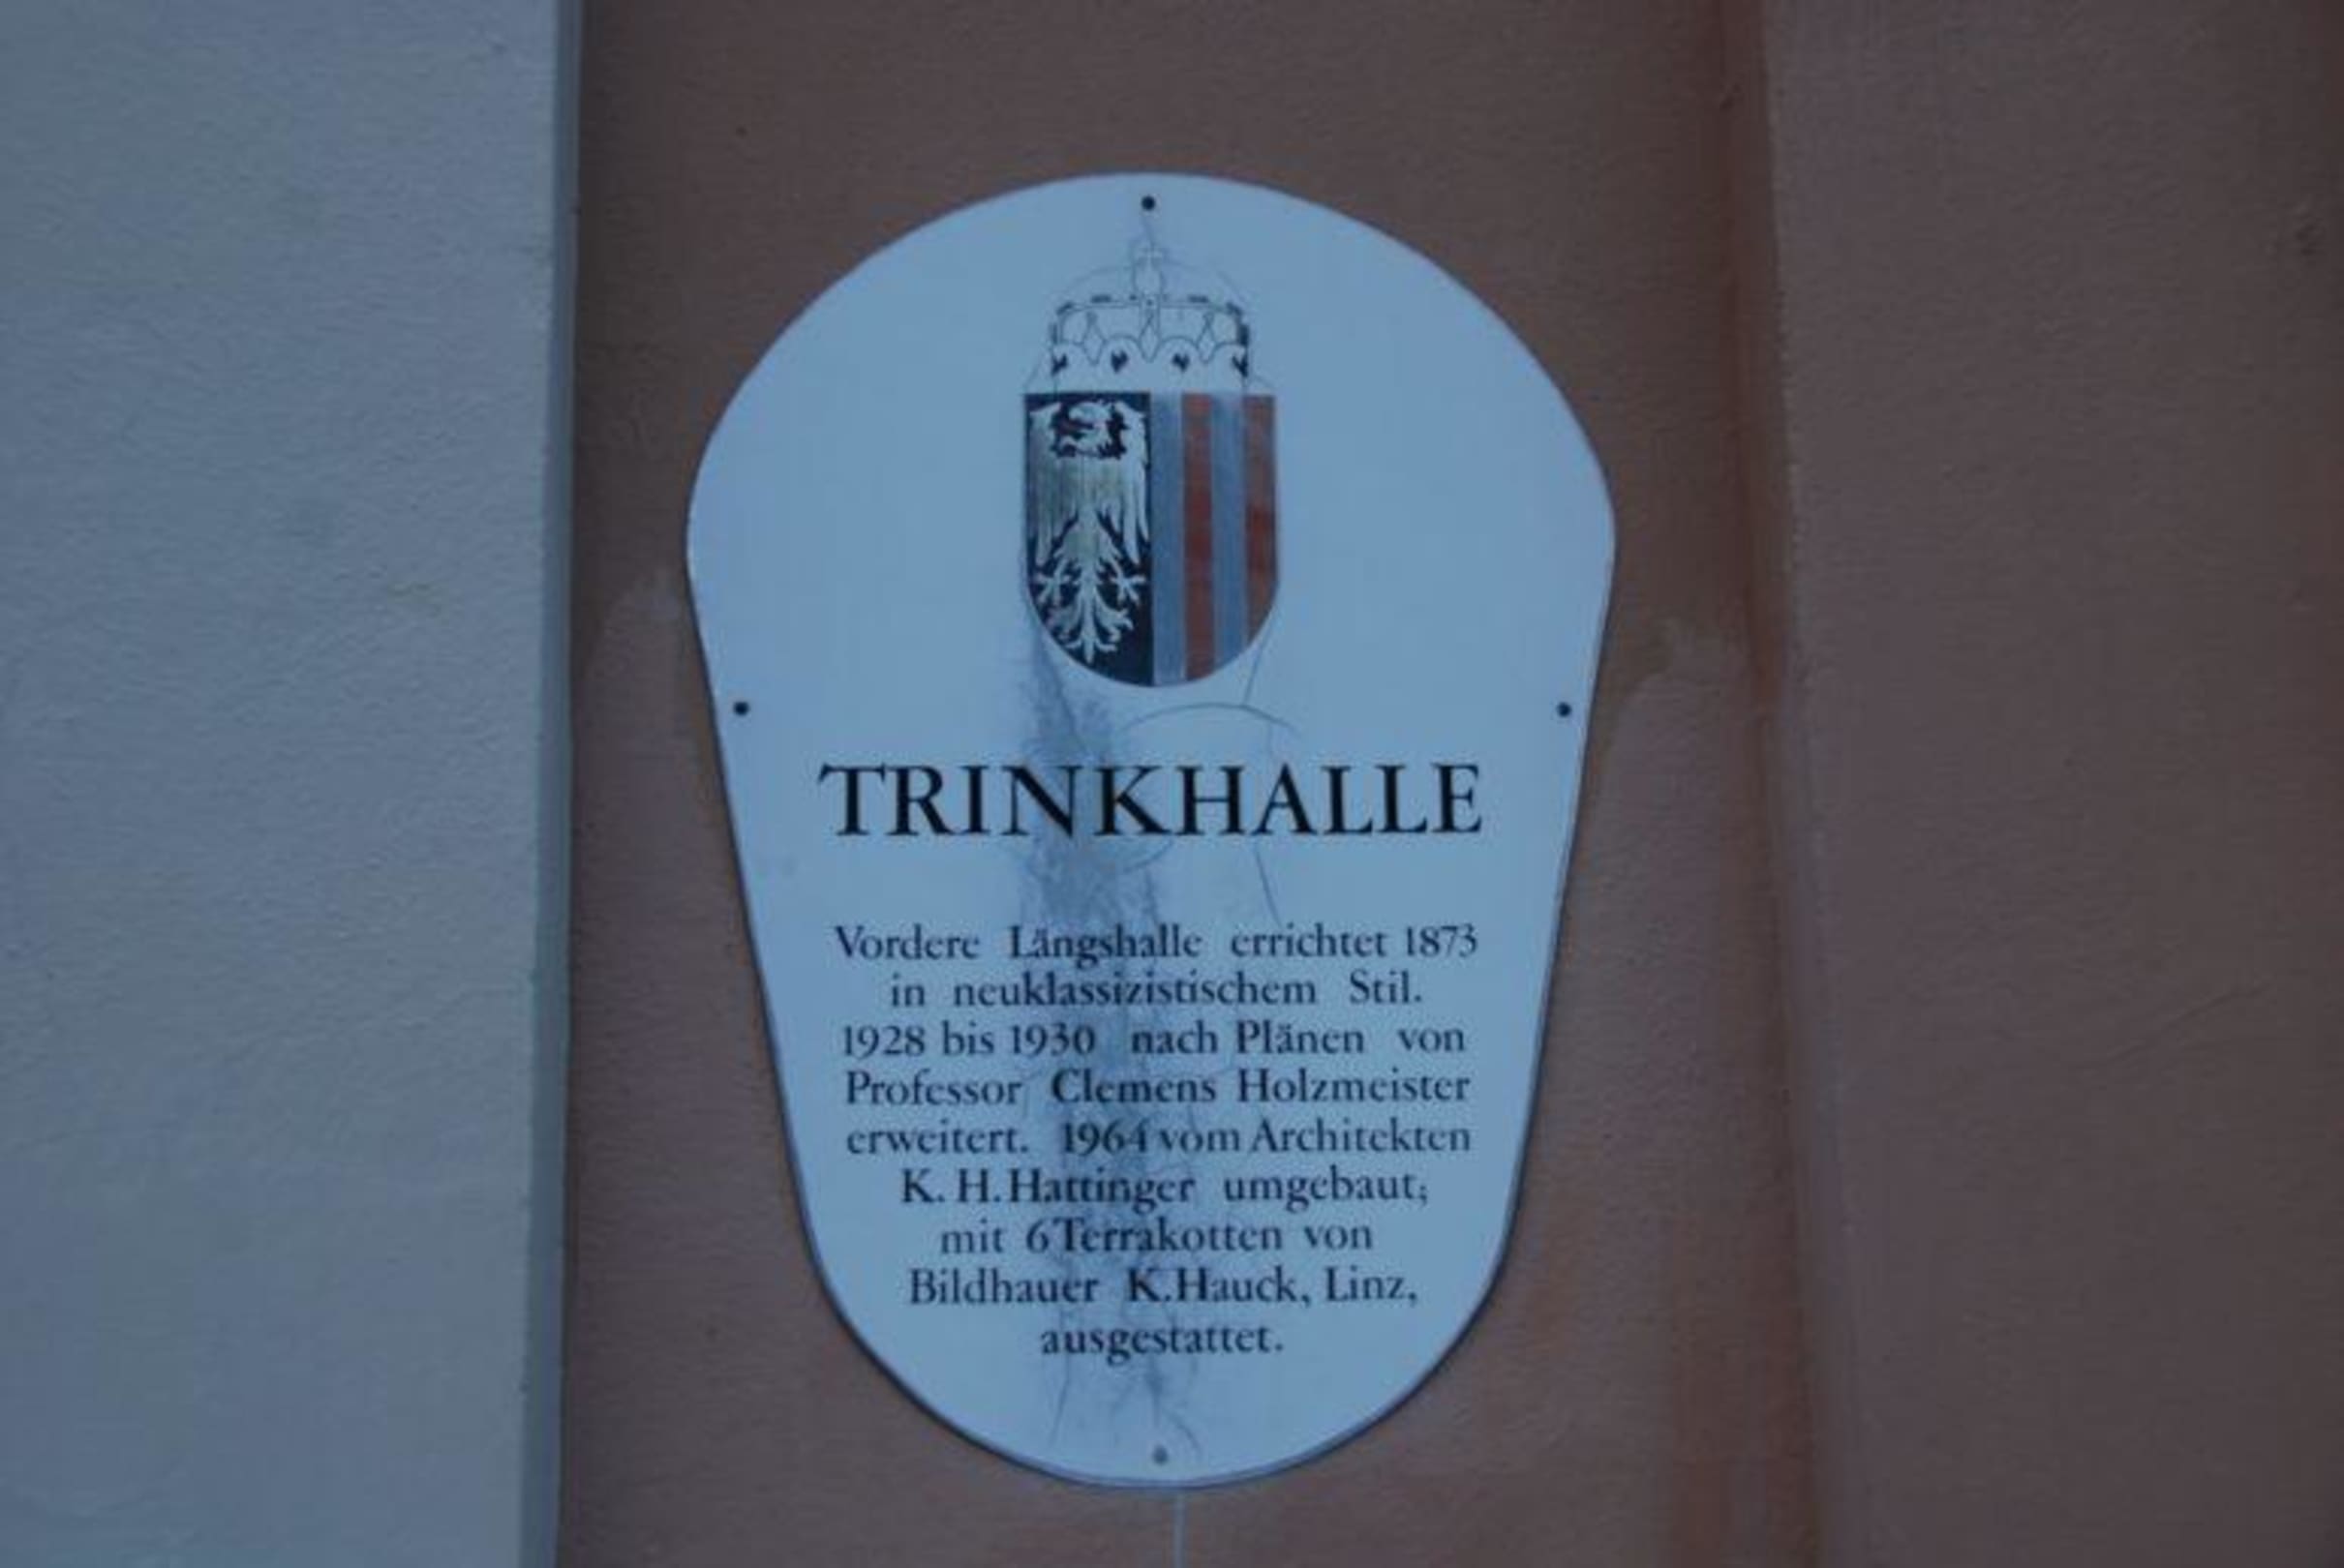 TRINKHALLE
Vordere Längshalle errichtet 1873
in neuklassizistischem Stil.
1928 bis 1930 nach Plänen von
Professor Clemens Holzmeister
erweitert. 1964 vom Architekten
K. H. Hattinger umgebaut;
mit 6 Terrakotten von
Bildhauer K. Hauck, Linz,
ausgestattet.